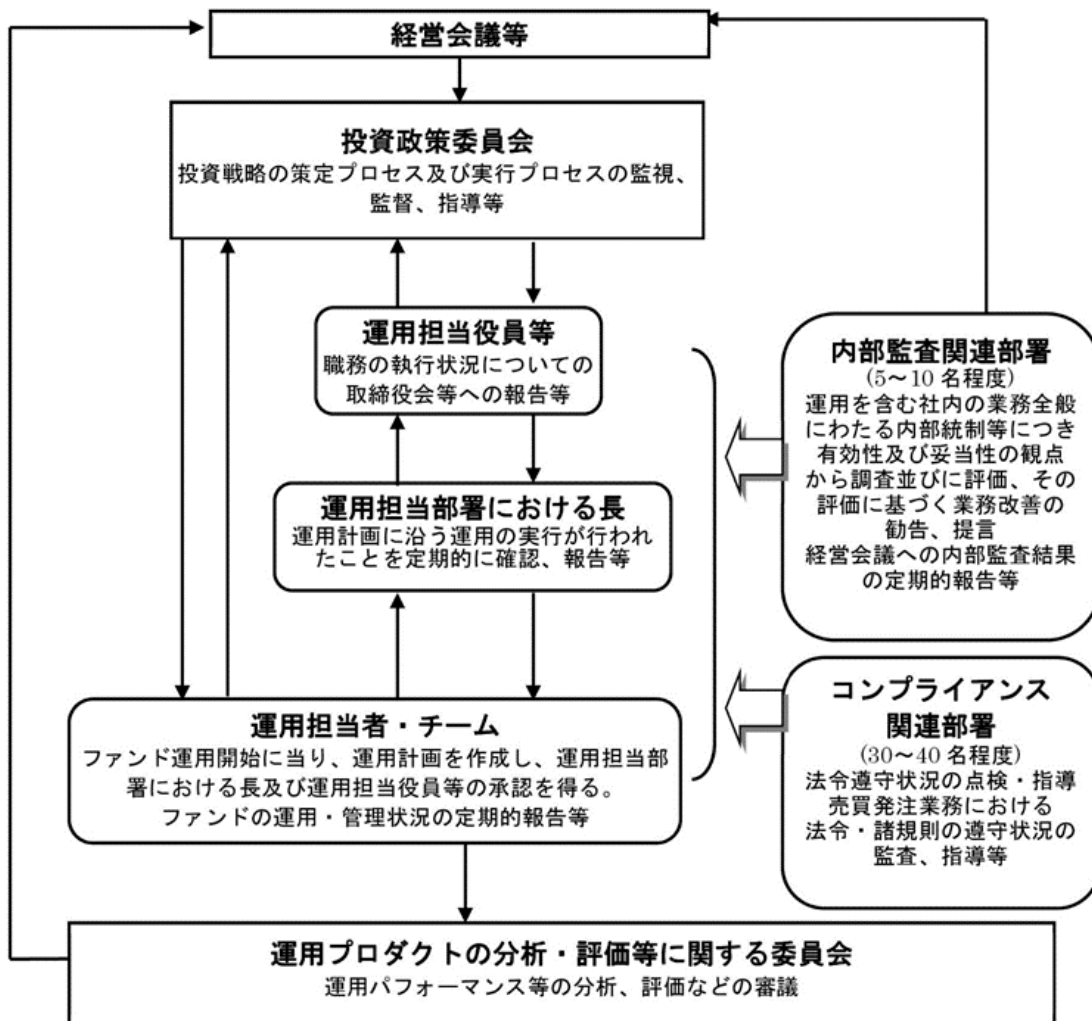 経営会議等
投資政策委員会
投資戦略の策定プロセス及び実行プロセスの監視、
監督、指導等
運用担当役員等
職務の執行状況についての
取締役会等への報告等
運用担当部署における長
運用計画に沿う運用の実行が行われ
たことを定期的に確認、報告等
運用担当者・チーム
ファンド運用開始に当り、運用計画を作成し、運用担当部
署における長及び運用担当役員等の承認を得る。
ファンドの運用・管理状況の定期的報告等
内部監査関連部署
(5～10 名程度)
運用を含む社内の業務全般
にわたる内部統制等につき
有効性及び妥当性の観点
から調査並びに評価、その
評価に基づく業務改善の
勧告、提言
経営会議への内部監査結果
の定期的報告等
コンプライアンス
関連部署
(30～40 名程度)
法令遵守状況の点検・指導
売買発注業務における
法令・諸規則の遵守状況の
監査、指導等
運用プロダクトの分析・評価等に関する委員会
運用パフォーマンス等の分析、評価などの審議